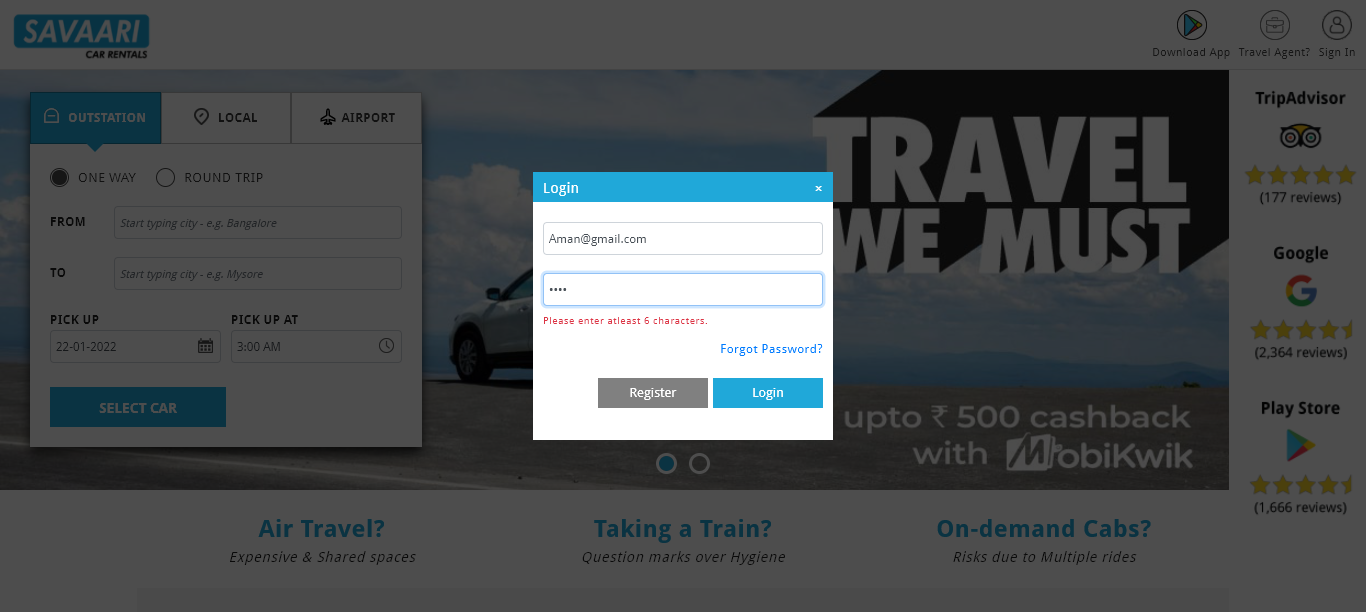 SAVAARI
CAR RENTALS
Download App
Travel Agent?
Sign In
OUTSTATION
LOCAL
AIRPORT
ONE WAY
ROUND TRIP
FROM
Start typing city - e.g. Bangalore
TO
Start typing city - e.g. Mysore
PICK UP
PICK UP AT
22-01-2022
3:00 AM
SELECT CAR
Login
×
Aman@gmail.com
••••
Please enter atleast 6 characters.
Forgot Password?
Register
Login
TRAVEL
WE MUST
upto ₹ 500 cashback
with MobiKwik
TripAdvisor
(177 reviews)
Google
(2,364 reviews)
Play Store
(1,666 reviews)
Air Travel?
Expensive & Shared spaces
Taking a Train?
Question marks over Hygiene
On-demand Cabs?
Risks due to Multiple rides